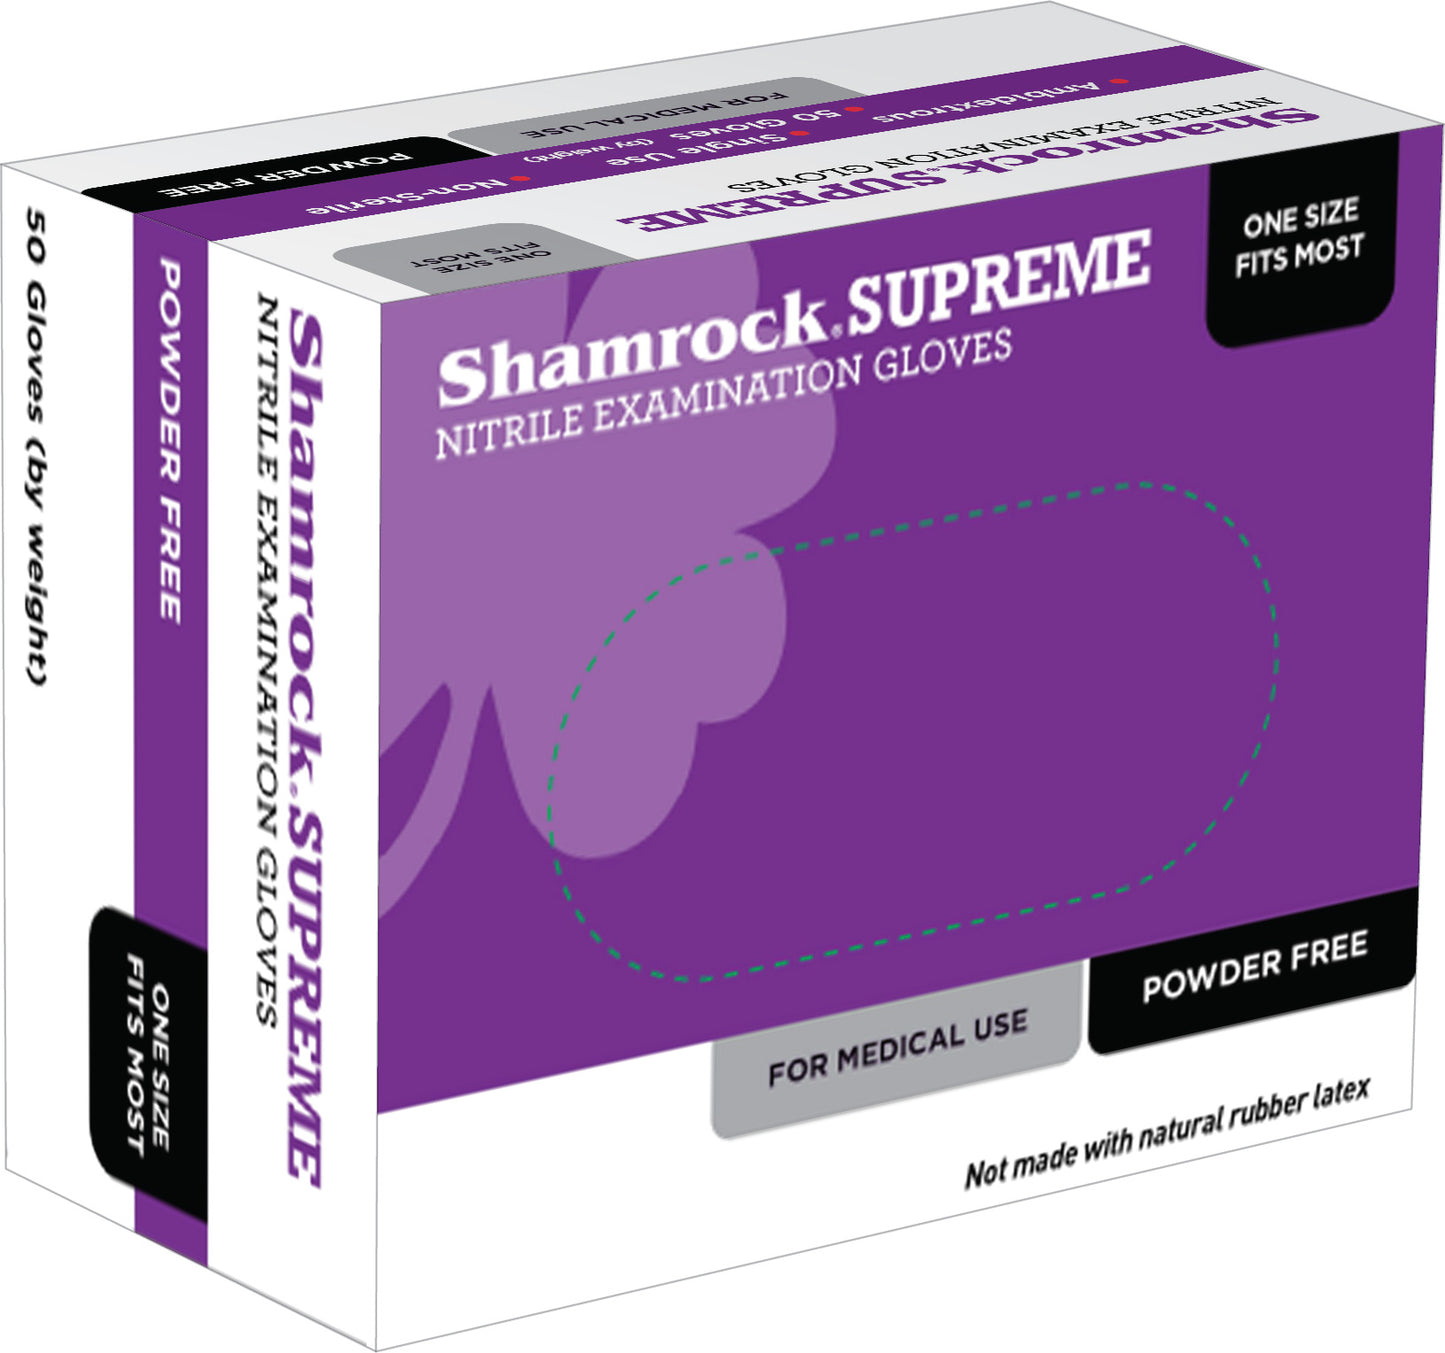 FOR MEDICAL USE
POWDER FREE
Ambidextrous
50 Gloves
(by weight)
Single Use
Non-Sterile
Shamrock®SUPREME
NITRILE EXAMINATION GLOVES
ONE SIZE
FITS MOST
50 Gloves (by weight)
POWDER FREE
Shamrock®SUPREME
NITRILE EXAMINATION GLOVES
ONE SIZE
FITS MOST
Shamrock®SUPREME
NITRILE EXAMINATION GLOVES
ONE SIZE
FITS MOST
FOR MEDICAL USE
POWDER FREE
Not made with natural rubber latex